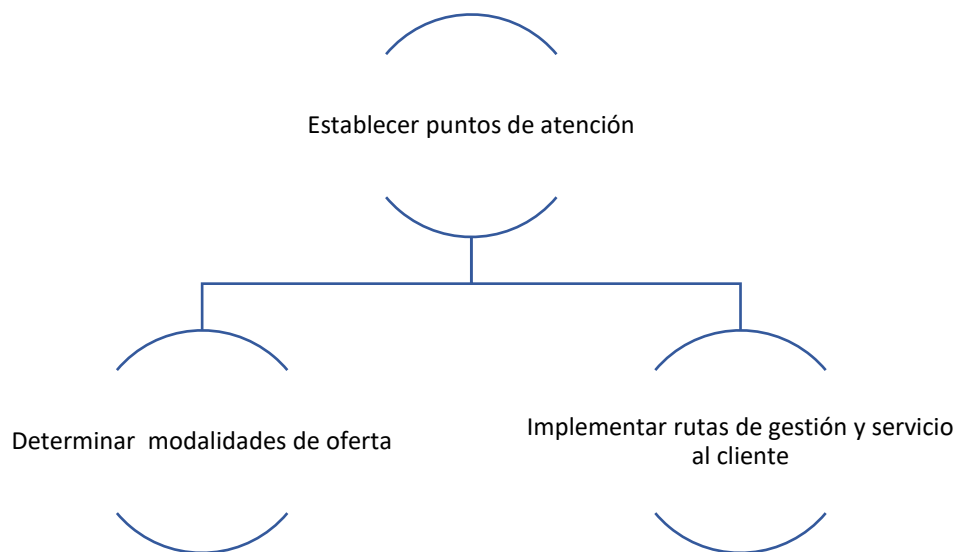 Establecer puntos de atención
Determinar  modalidades de oferta
Implementar rutas de gestión y servicio
al cliente